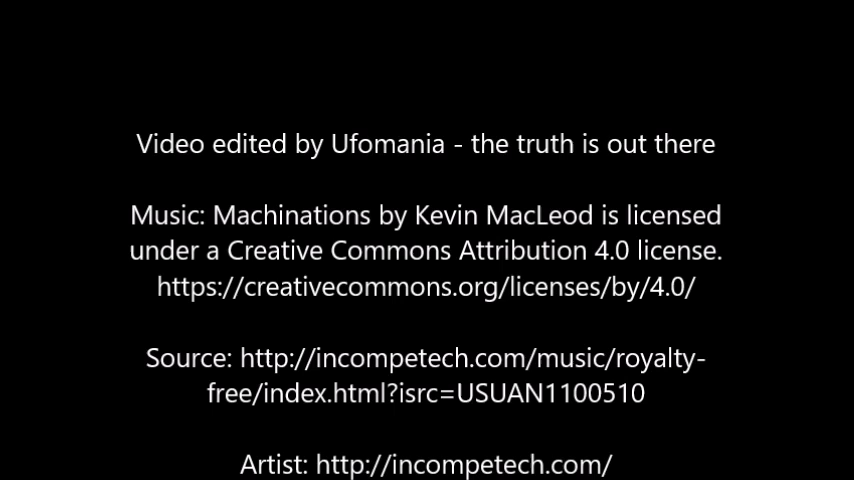 Video edited by Ufomania - the truth is out there
Music: Machinations by Kevin MacLeod is licensed
under a Creative Commons Attribution 4.0 license.
https://creativecommons.org/licenses/by/4.0/
Source: http://incompetech.com/music/royalty-
free/index.html?isrc=USUAN1100510
Artist: http://incompetech.com/